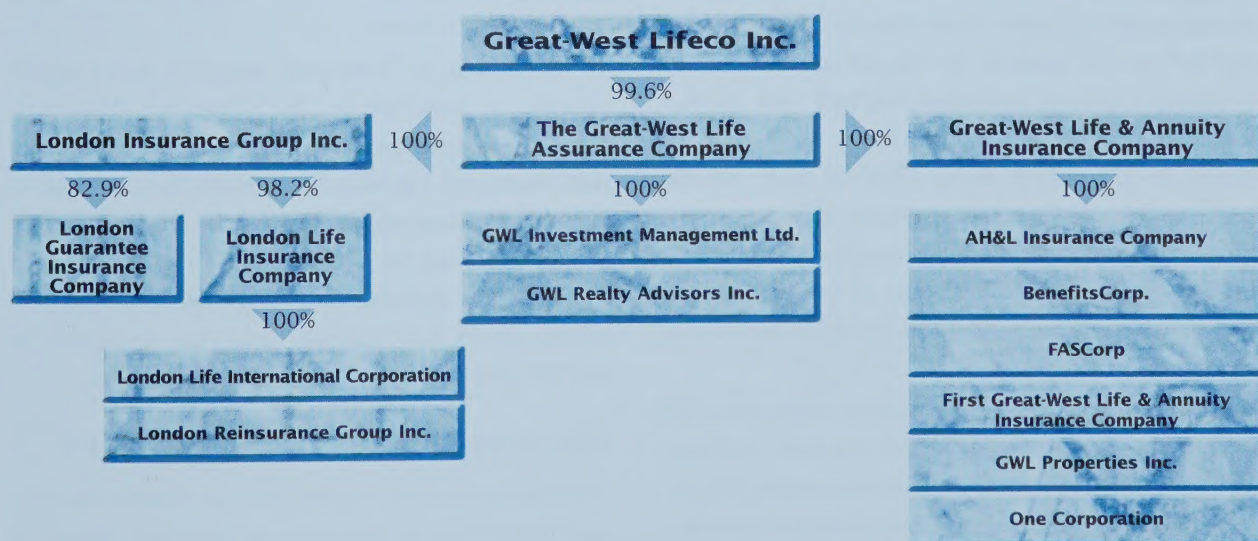 Great-West Lifeco Inc.
99.6%
London Insurance Group Inc.
100%
The Great-West Life
Assurance Company
100%
Great-West Life & Annuity
Insurance Company
82.9%
98.2%
100%
100%
London
Guarantee
Insurance
Company
London Life
Insurance
Company
100%
London Life International Corporation
London Reinsurance Group Inc.
GWL Investment Management Ltd.
GWL Realty Advisors Inc.
AH&L Insurance Company
BenefitsCorp.
FASCorp
First Great-West Life & Annuity
Insurance Company
GWL Properties Inc.
One Corporation